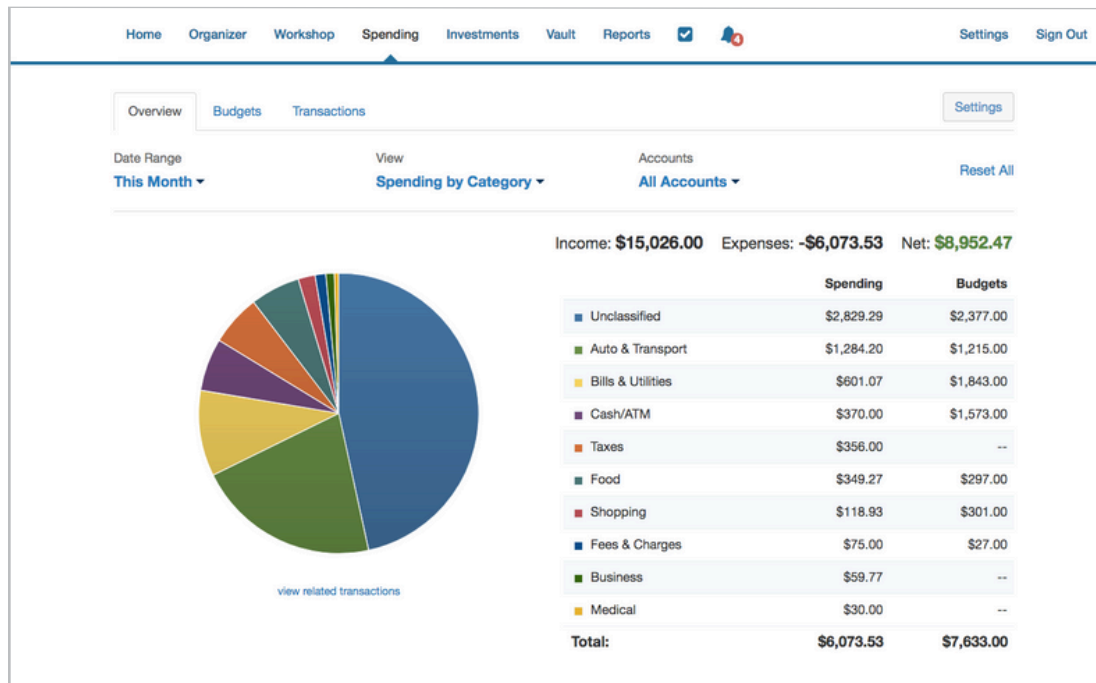 Home Organizer Workshop Spending Investments Vault Reports 4 Settings Sign Out
Overview Budgets Transactions Settings
Date Range View Accounts
This Month Spending by Category All Accounts Reset All
Income: $15,026.00 Expenses: -$6,073.53 Net: $8,952.47
Spending Budgets
Unclassified $2,829.29 $2,377.00
Auto & Transport $1,284.20 $1,215.00
Bills & Utilities $601.07 $1,843.00
Cash/ATM $370.00 $1,573.00
Taxes $356.00 --
Food $349.27 $297.00
Shopping $118.93 $301.00
Fees & Charges $75.00 $27.00
Business $59.77 --
Medical $30.00 --
Total: $6,073.53 $7,633.00
view related transactions